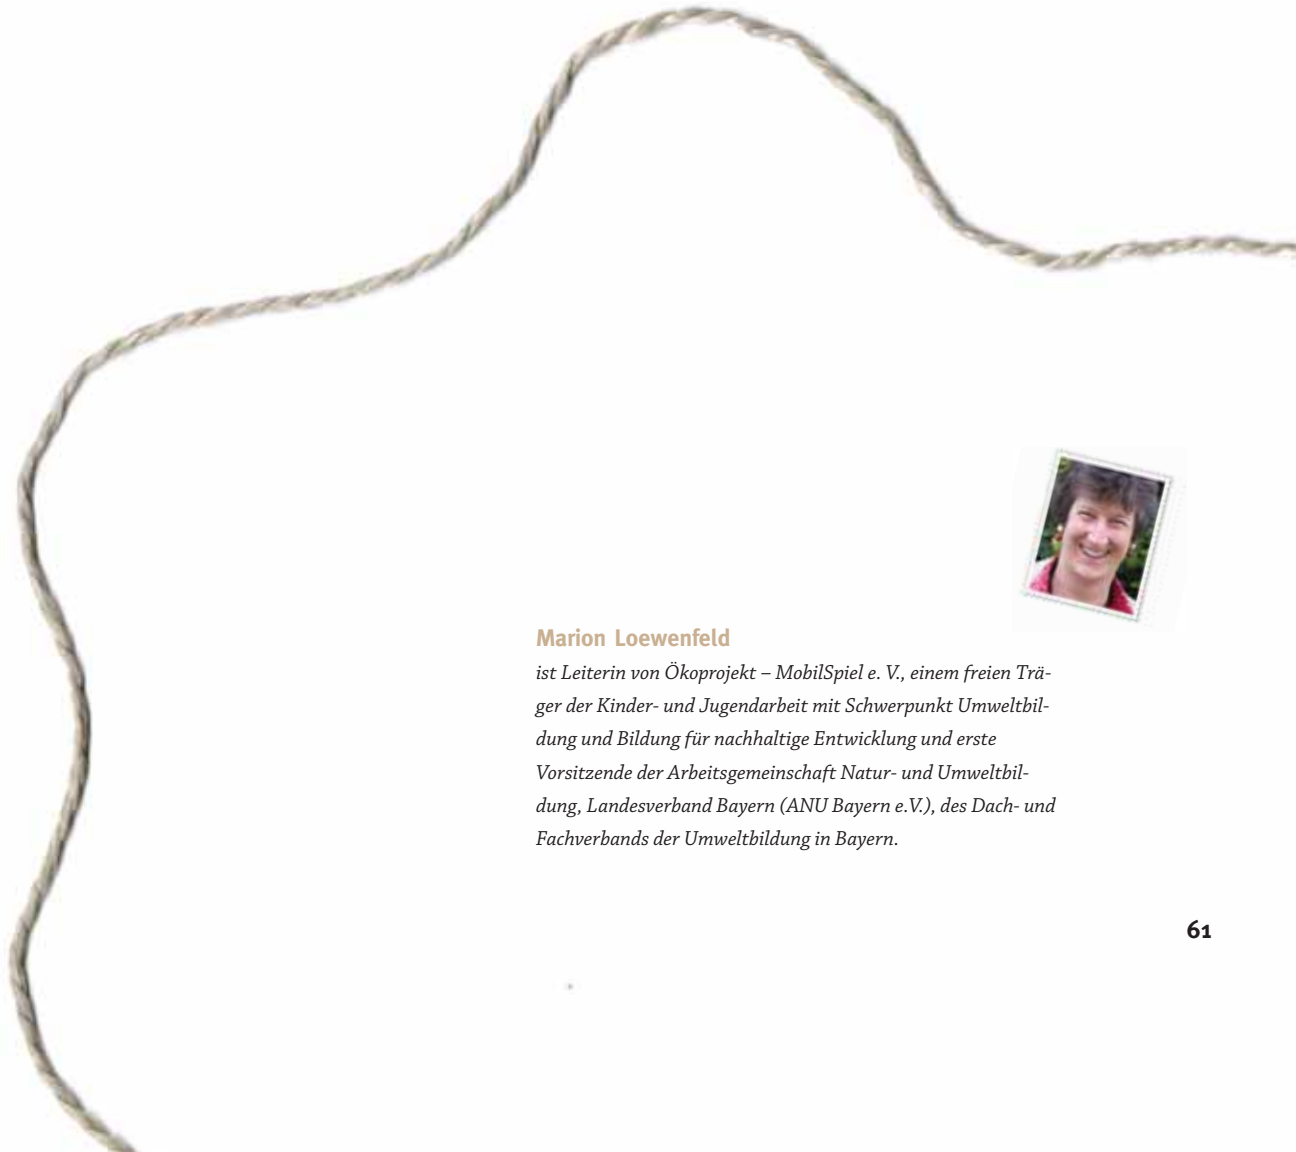 Marion Loewenfeld
ist Leiterin von Ökoprojekt – MobilSpiel e. V., einem freien Trä-
ger der Kinder- und Jugendarbeit mit Schwerpunkt Umweltbil-
dung und Bildung für nachhaltige Entwicklung und erste
Vorsitzende der Arbeitsgemeinschaft Natur- und Umweltbil-
dung, Landesverband Bayern (ANU Bayern e.V.), des Dach- und
Fachverbands der Umweltbildung in Bayern.
61